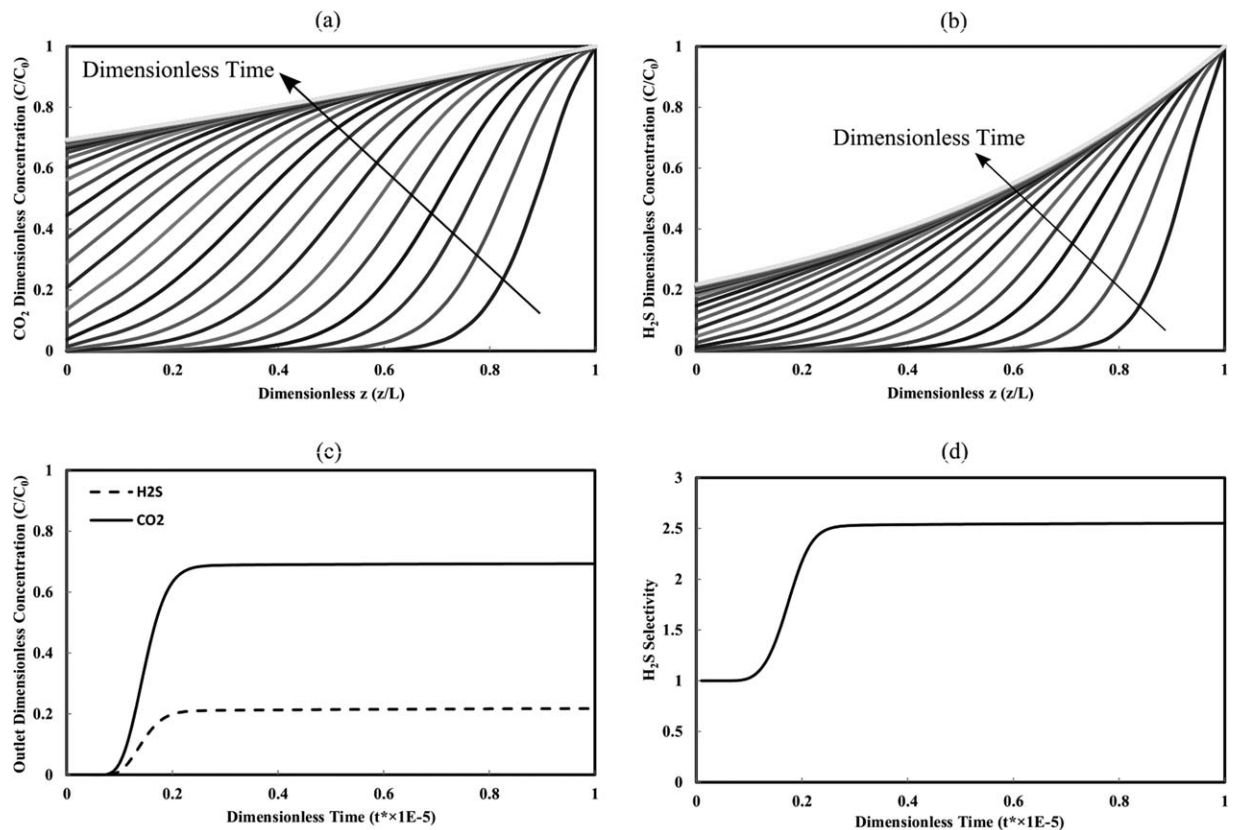 (a)
CO2 Dimensionless Concentration (C/C0)
1
0.8
0.6
0.4
0.2
0
Dimensionless Time
0 0.2 0.4 0.6 0.8 1
Dimensionless z (z/L)
(b)
H2S Dimensionless Concentration (C/C0)
1
0.8
0.6
0.4
0.2
0
Dimensionless Time
0 0.2 0.4 0.6 0.8 1
Dimensionless z (z/L)
(c)
Outlet Dimensionless Concentration (C/C0)
1
0.8
0.6
0.4
0.2
0
H2S
CO2
0 0.2 0.4 0.6 0.8 1
Dimensionless Time (t*×1E-5)
(d)
H2S Selectivity
3
2.5
2
1.5
1
0.5
0
0 0.2 0.4 0.6 0.8 1
Dimensionless Time (t*×1E-5)